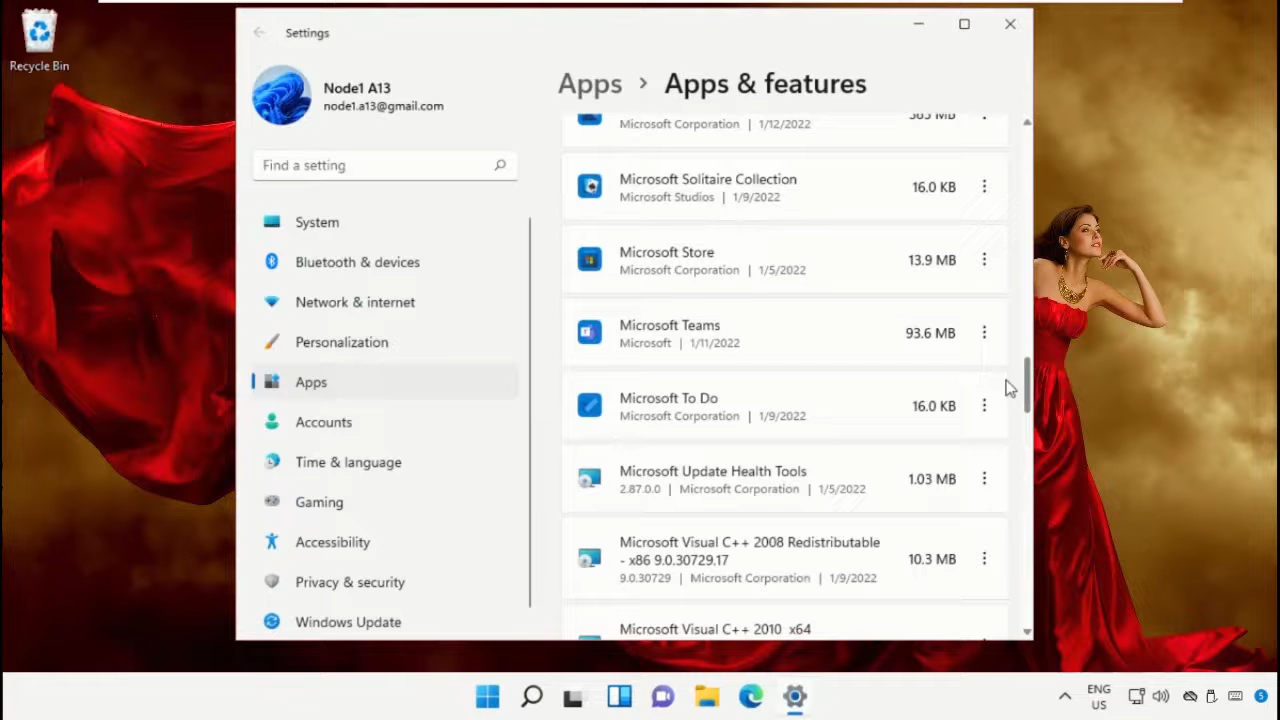 Recycle Bin
Settings
Node1 A13
node1.a13@gmail.com
Find a setting
System
Bluetooth & devices
Network & internet
Personalization
Apps
Accounts
Time & language
Gaming
Accessibility
Privacy & security
Windows Update
Apps > Apps & features
Microsoft Corporation | 1/12/2022
Microsoft Solitaire Collection
Microsoft Studios | 1/9/2022
16.0 KB
Microsoft Store
Microsoft Corporation | 1/5/2022
13.9 MB
Microsoft Teams
Microsoft | 1/11/2022
93.6 MB
Microsoft To Do
Microsoft Corporation | 1/9/2022
16.0 KB
Microsoft Update Health Tools
2.87.0.0 | Microsoft Corporation | 1/5/2022
1.03 MB
Microsoft Visual C++ 2008 Redistributable
- x86 9.0.30729.17
9.0.30729 | Microsoft Corporation | 1/9/2022
10.3 MB
Microsoft Visual C++ 2010 x64
ENG
US
5